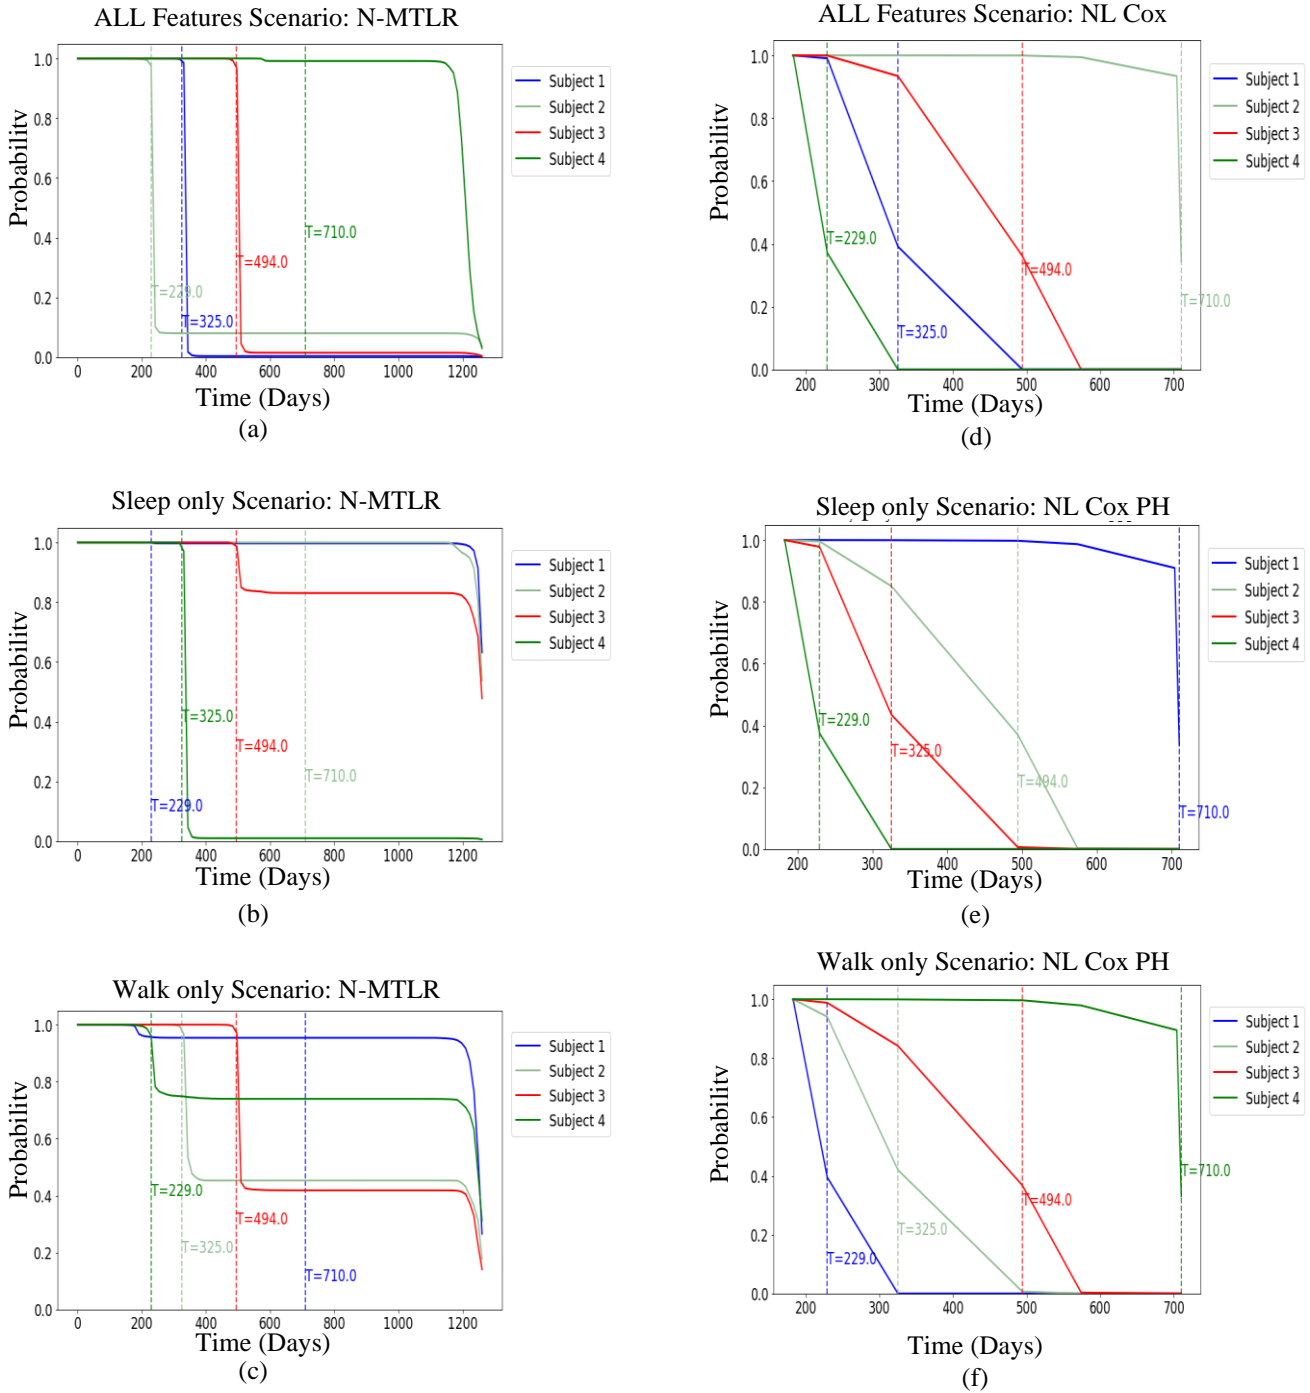 ALL Features Scenario: N-MTLR
Probability
1.0
0.8
0.6
0.4
0.2
0.0
T=229.0
T=325.0
T=494.0
T=710.0
0 200 400 600 800 1000 1200
Time (Days)
(a)
Subject 1
Subject 2
Subject 3
Subject 4
ALL Features Scenario: NL Cox
Probability
1.0
0.8
0.6
0.4
0.2
0.0
T=229.0
T=325.0
T=494.0
T=710.0
200 300 400 500 600 700
Time (Days)
(d)
Subject 1
Subject 2
Subject 3
Subject 4
Sleep only Scenario: N-MTLR
Probability
1.0
0.8
0.6
0.4
0.2
0.0
T=229.0
T=325.0
T=494.0
T=710.0
0 200 400 600 800 1000 1200
Time (Days)
(b)
Subject 1
Subject 2
Subject 3
Subject 4
Sleep only Scenario: NL Cox PH
Probability
1.0
0.8
0.6
0.4
0.2
0.0
T=229.0
T=325.0
T=494.0
T=710.0
200 300 400 500 600 700
Time (Days)
(e)
Subject 1
Subject 2
Subject 3
Subject 4
Walk only Scenario: N-MTLR
Probability
1.0
0.8
0.6
0.4
0.2
0.0
T=229.0
T=325.0
T=494.0
T=710.0
0 200 400 600 800 1000 1200
Time (Days)
(c)
Subject 1
Subject 2
Subject 3
Subject 4
Walk only Scenario: NL Cox PH
Probability
1.0
0.8
0.6
0.4
0.2
0.0
T=229.0
T=325.0
T=494.0
T=710.0
200 300 400 500 600 700
Time (Days)
(f)
Subject 1
Subject 2
Subject 3
Subject 4